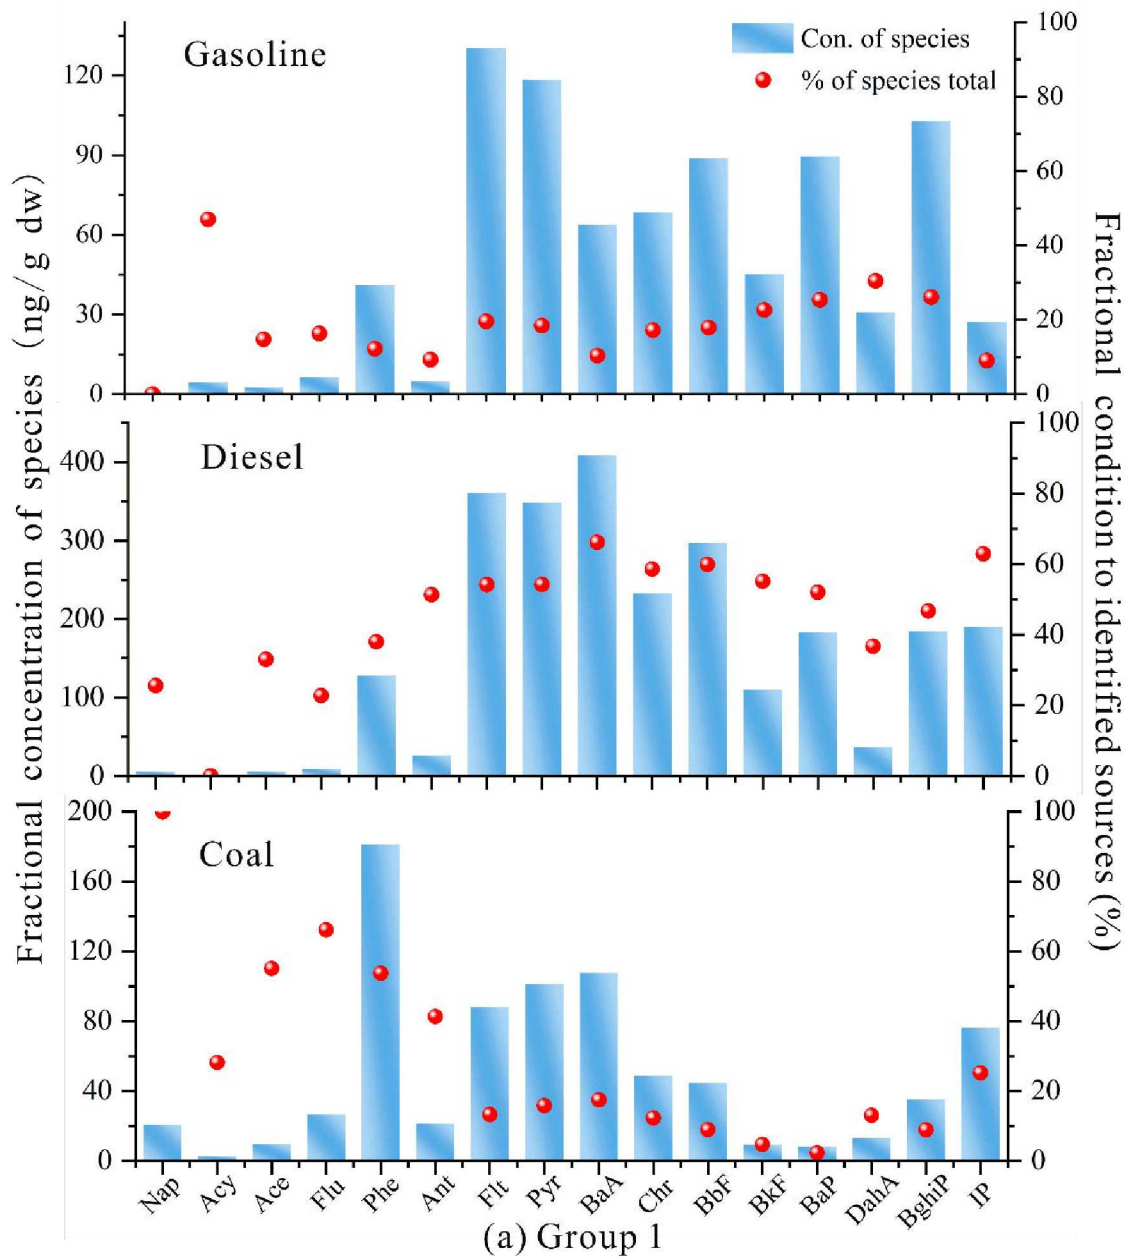 Gasoline
Con. of species
% of species total
120
90
60
30
0
100
80
60
40
20
0
Diesel
400
300
200
100
0
100
80
60
40
20
0
Coal
200
160
120
80
40
0
100
80
60
40
20
0
Nap
Acy
Ace
Flu
Phe
Ant
Flt
Pyr
BaA
Chr
BbF
BkF
BaP
DahA
BghiP
IP
Fractional concentration of species (ng/g dw)
Fractional condition to identified sources (%)
(a) Group 1